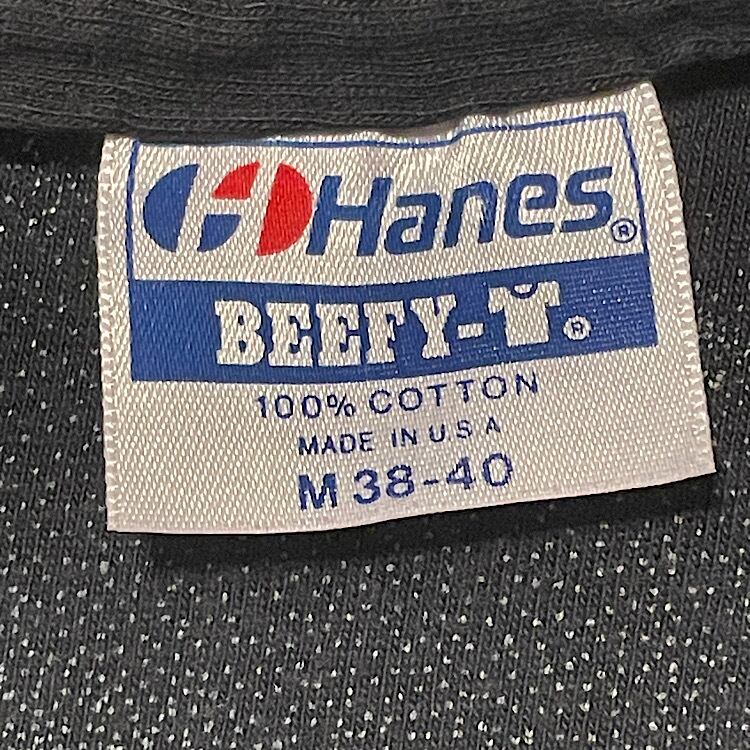 Hanes®
BEEFY-T®
100% COTTON
MADE IN U.S.A
M 38-40